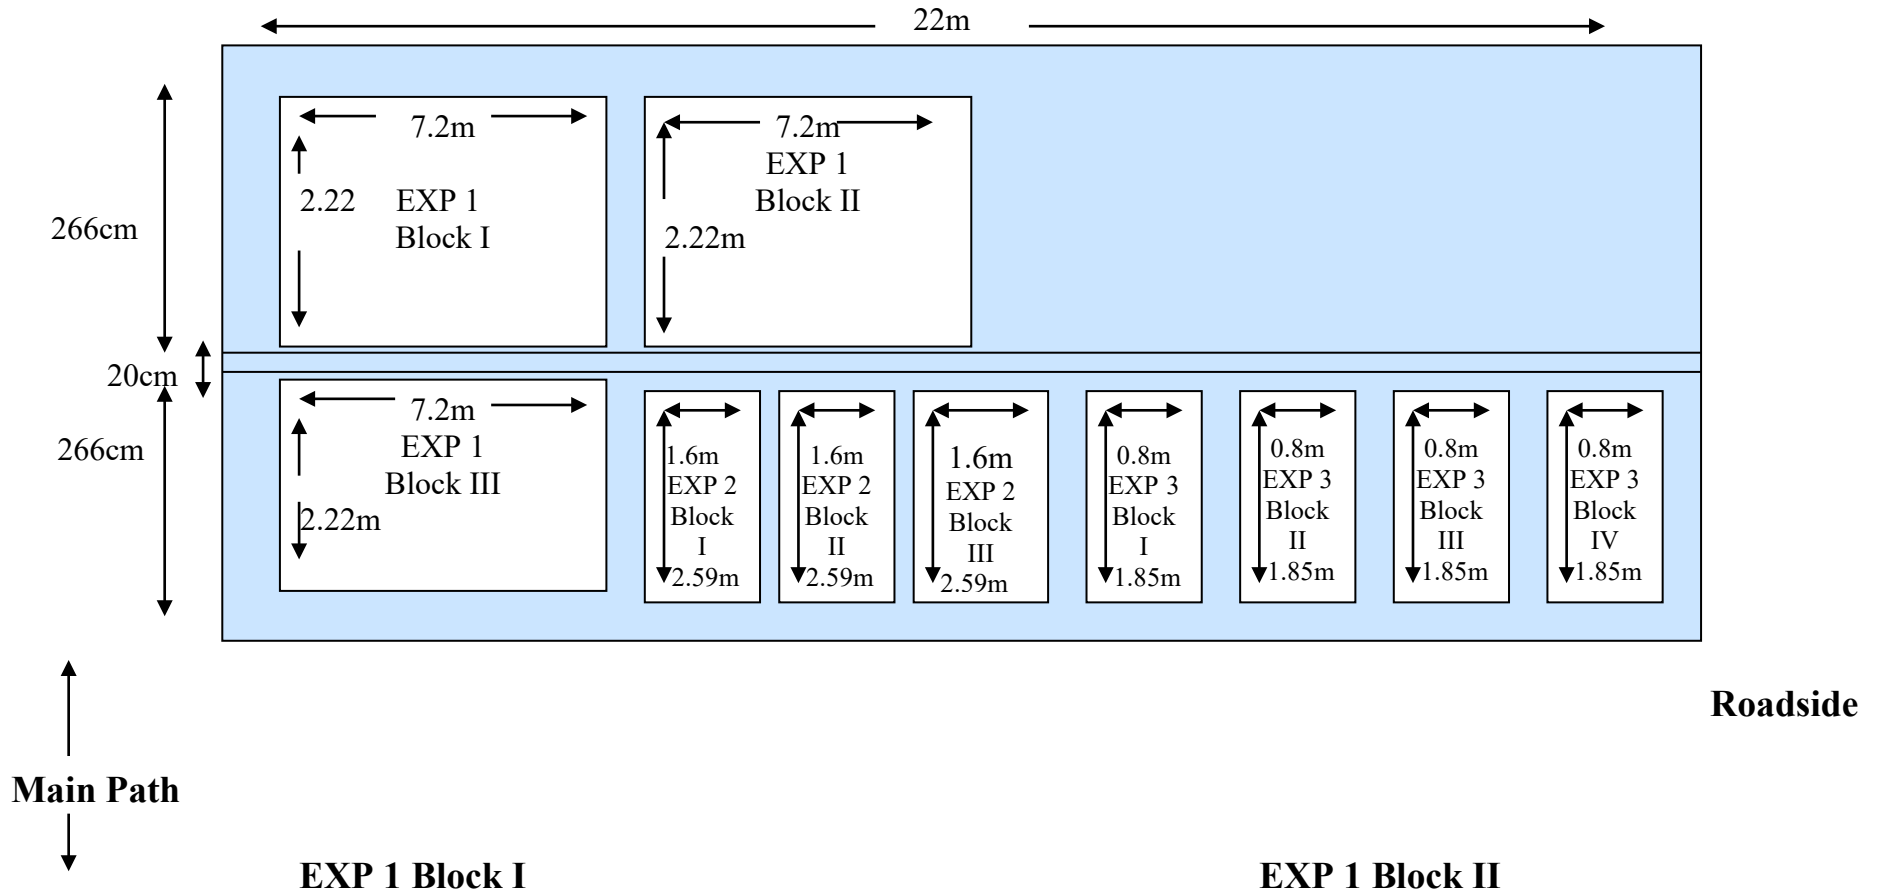 22m
7.2m
2.22 EXP 1
Block I
7.2m
EXP 1
Block II
2.22m
266cm
20cm
266cm
7.2m
EXP 1
Block III
2.22m
1.6m
EXP 2
Block
I
2.59m
1.6m
EXP 2
Block
II
2.59m
1.6m
EXP 2
Block
III
2.59m
0.8m
EXP 3
Block
I
1.85m
0.8m
EXP 3
Block
II
1.85m
0.8m
EXP 3
Block
III
1.85m
0.8m
EXP 3
Block
IV
1.85m
Roadside
Main Path
EXP 1 Block I
EXP 1 Block II